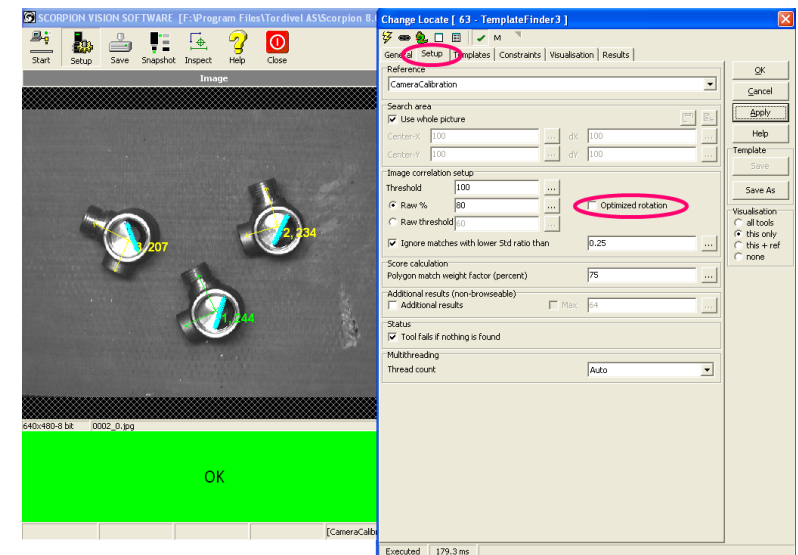 SCORPION VISION SOFTWARE [F:\Program Files\Tordivel AS\Scorpion 8.
Start Setup Save Snapshot Inspect Help Close
Image
3, 207
2, 234
1, 244
640x480-8 bit 0002_0.jpg
OK
[CameraCalib
Change Locate [ 63 - TemplateFinder3 ]
M
General Setup Templates Constraints Visualisation Results
Reference
CameraCalibration
Search area
Use whole picture
Center-X 100 ... dX 100 ...
Center-Y 100 ... dY 100 ...
Image correlation setup
Threshold 100 ...
Raw % 80 ... Optimized rotation
Raw threshold 60 ...
Ignore matches with lower Std ratio than 0.25 ...
Score calculation
Polygon match weight factor (percent) 75 ...
Additional results (non-browseable)
Additional results Max: 64 ...
Status
Tool fails if nothing is found
Multithreading
Thread count Auto
Executed 179.3 ms
OK
Cancel
Apply
Help
Template
Save
Save As
Visualisation
all tools
this only
this + ref
none